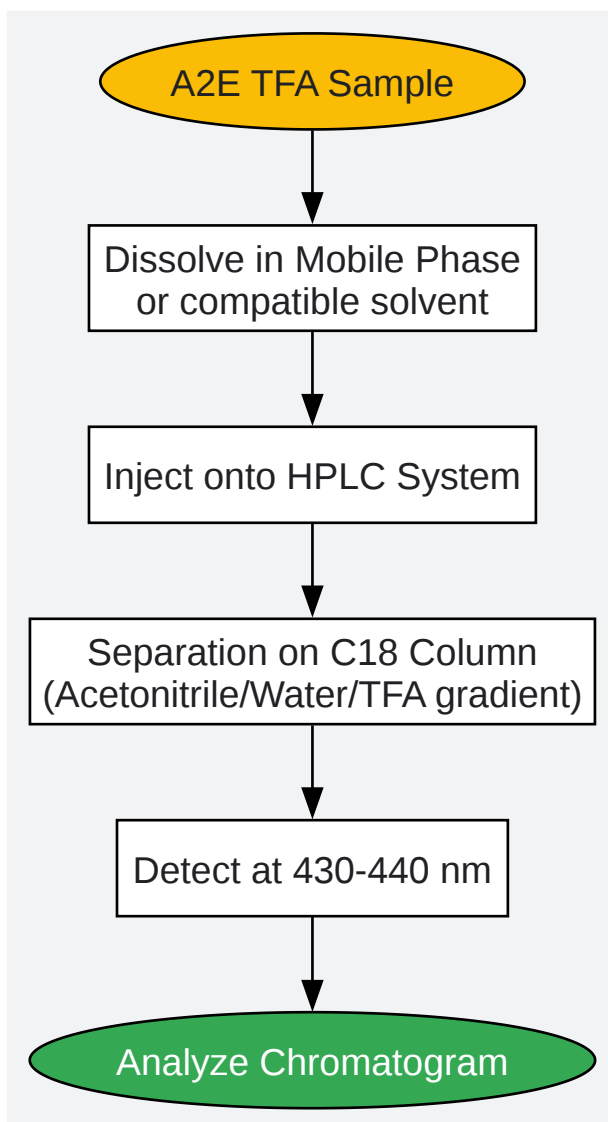 A2E TFA Sample
Dissolve in Mobile Phase
or compatible solvent
Inject onto HPLC System
Separation on C18 Column
(Acetonitrile/Water/TFA gradient)
Detect at 430-440 nm
Analyze Chromatogram